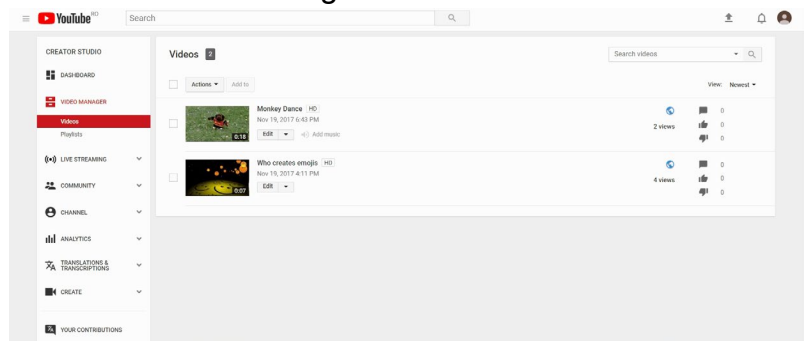 YouTube RO
Search
CREATOR STUDIO
DASHBOARD
VIDEO MANAGER
Videos
Playlists
LIVE STREAMING
COMMUNITY
CHANNEL
ANALYTICS
TRANSLATIONS &
TRANSCRIPTIONS
CREATE
YOUR CONTRIBUTIONS
Videos 2
Search videos
Actions Add to
View: Newest
Monkey Dance HD
Nov 19, 2017 6:43 PM
Edit Add music
0:18
2 views
0
0
0
Who creates emojis HD
Nov 19, 2017 4:11 PM
Edit
0:07
4 views
0
0
0